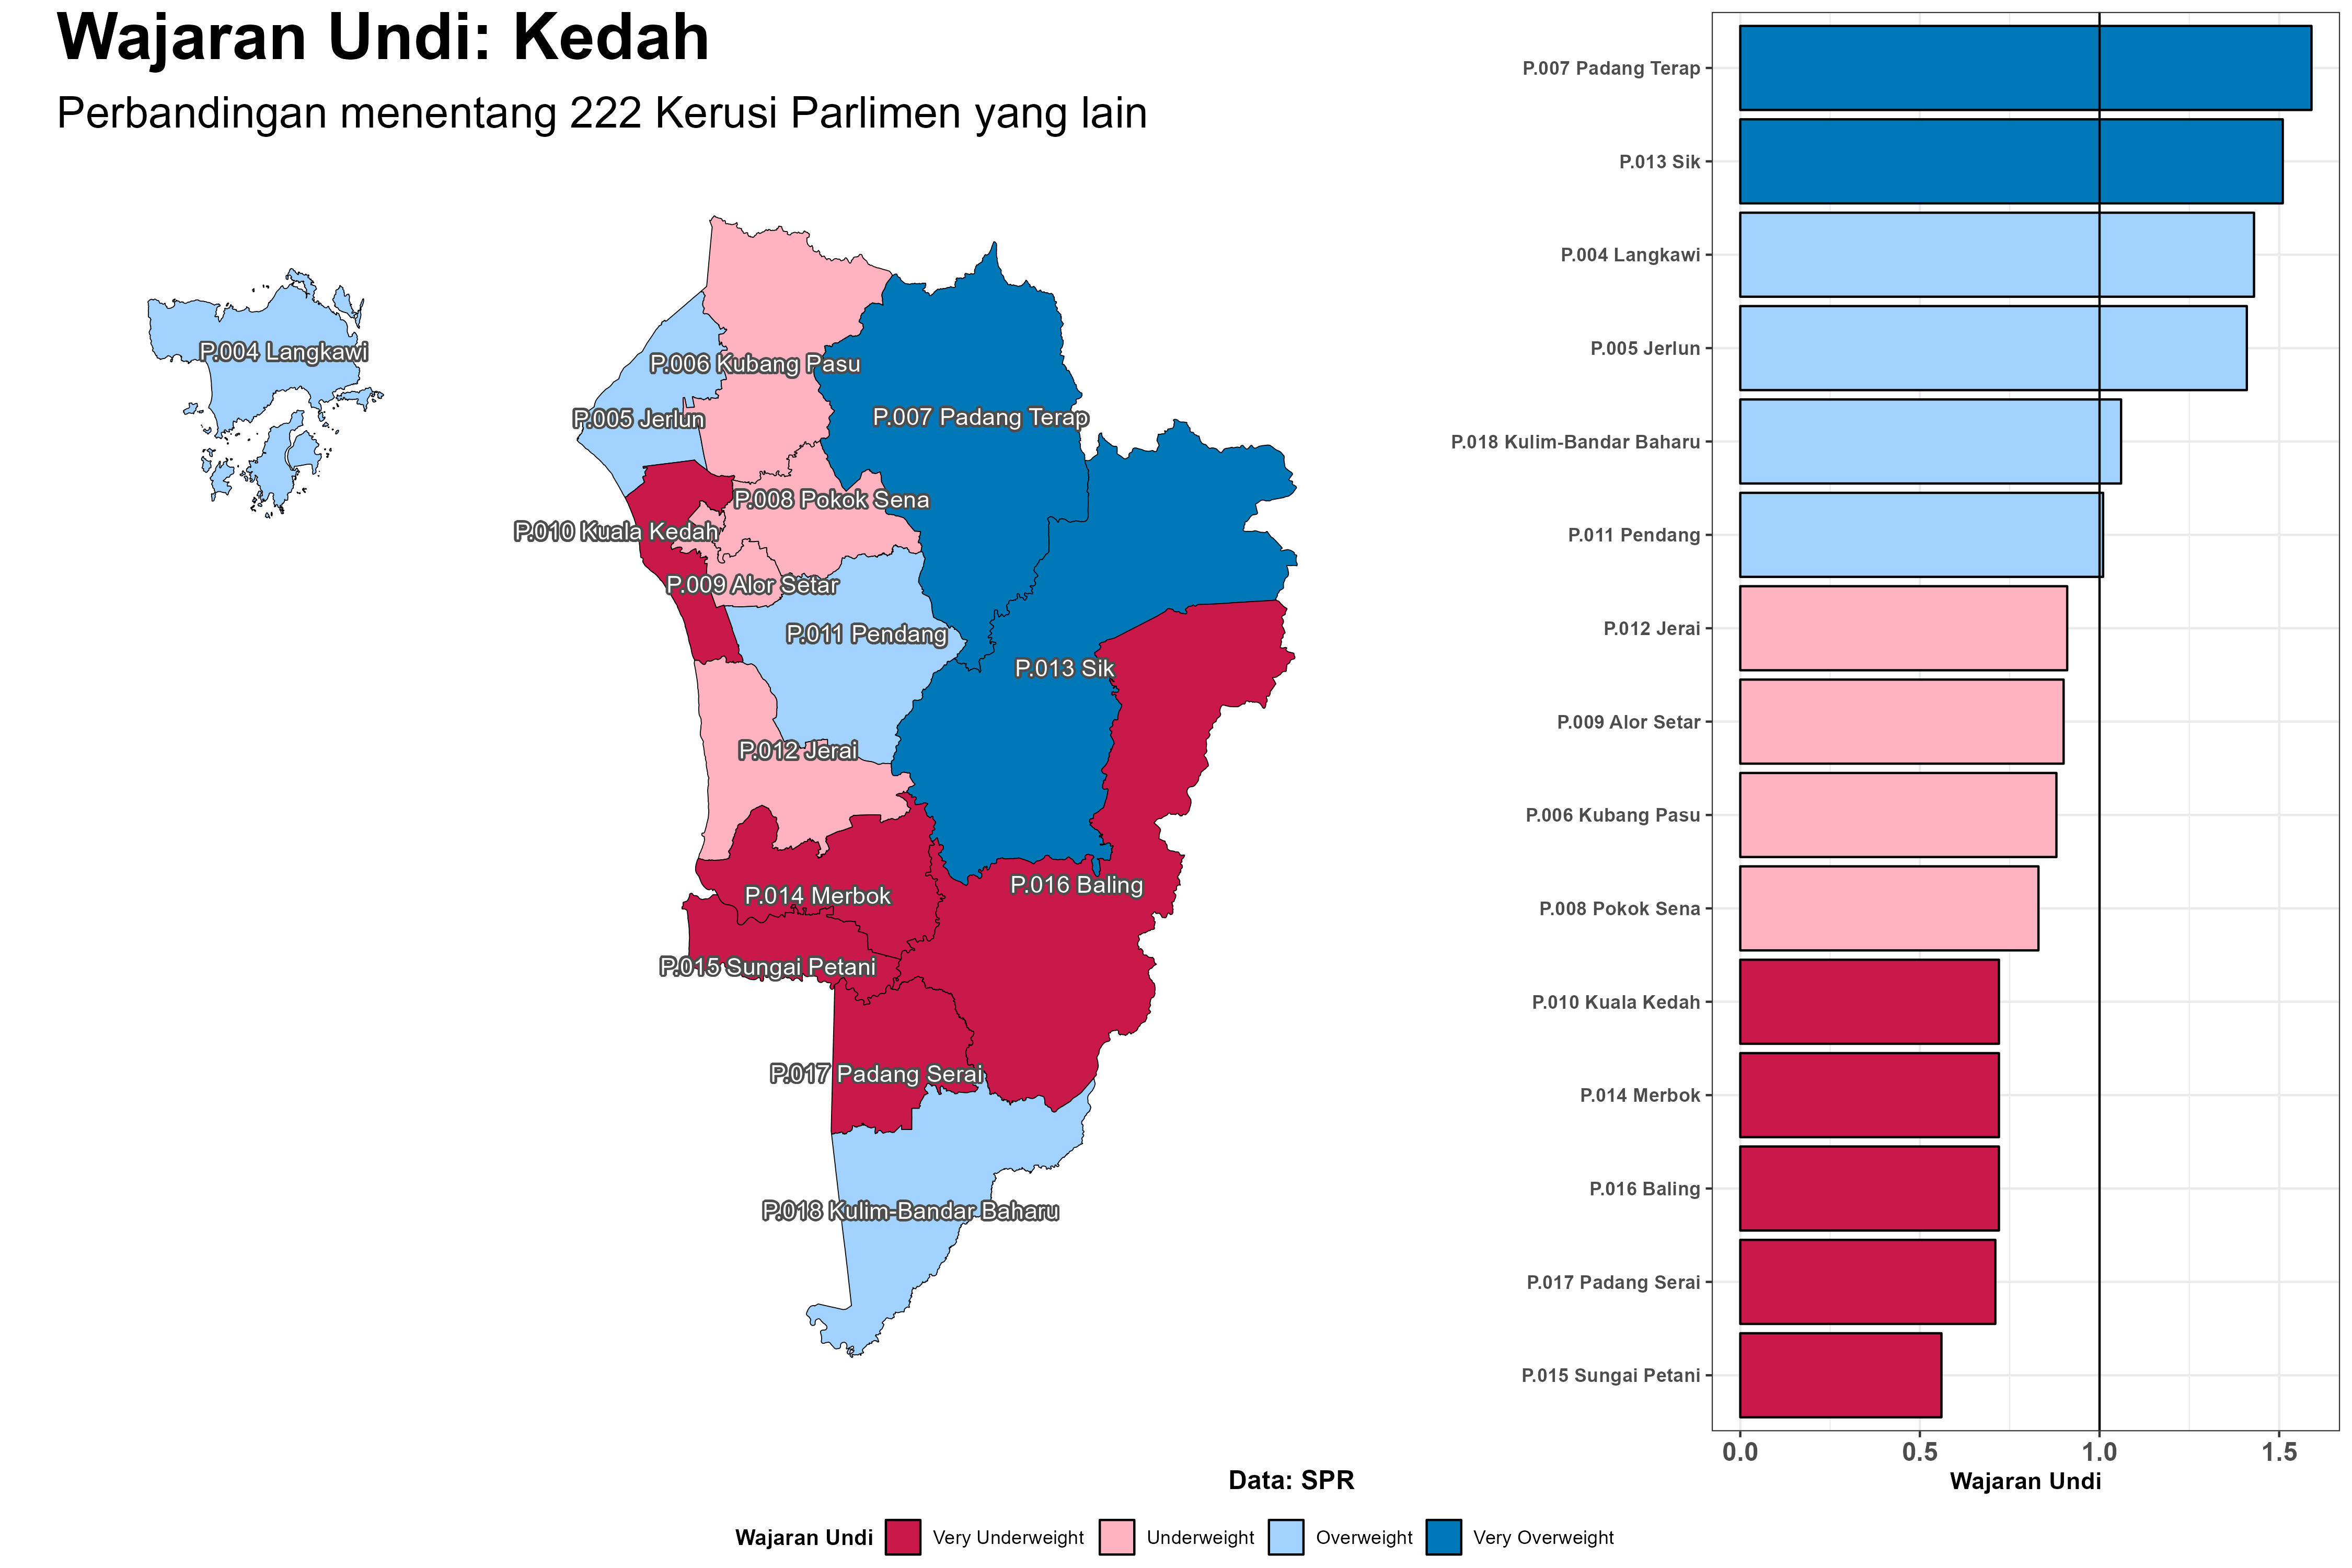 Wajaran Undi: Kedah
Perbandingan menentang 222 Kerusi Parlimen yang lain
P.004 Langkawi
P.006 Kubang Pasu
P.005 Jerlun
P.007 Padang Terap
P.008 Pokok Sena
P.010 Kuala Kedah
P.009 Alor Setar
P.011 Pendang
P.013 Sik
P.012 Jerai
P.016 Baling
P.014 Merbok
P.015 Sungai Petani
P.017 Padang Serai
P.018 Kulim-Bandar Baharu
P.007 Padang Terap
P.013 Sik
P.004 Langkawi
P.005 Jerlun
P.018 Kulim-Bandar Baharu
P.011 Pendang
P.012 Jerai
P.009 Alor Setar
P.006 Kubang Pasu
P.008 Pokok Sena
P.010 Kuala Kedah
P.014 Merbok
P.016 Baling
P.017 Padang Serai
P.015 Sungai Petani
0.0 0.5 1.0 1.5
Wajaran Undi
Data: SPR
Wajaran Undi Very Underweight Underweight Overweight Very Overweight